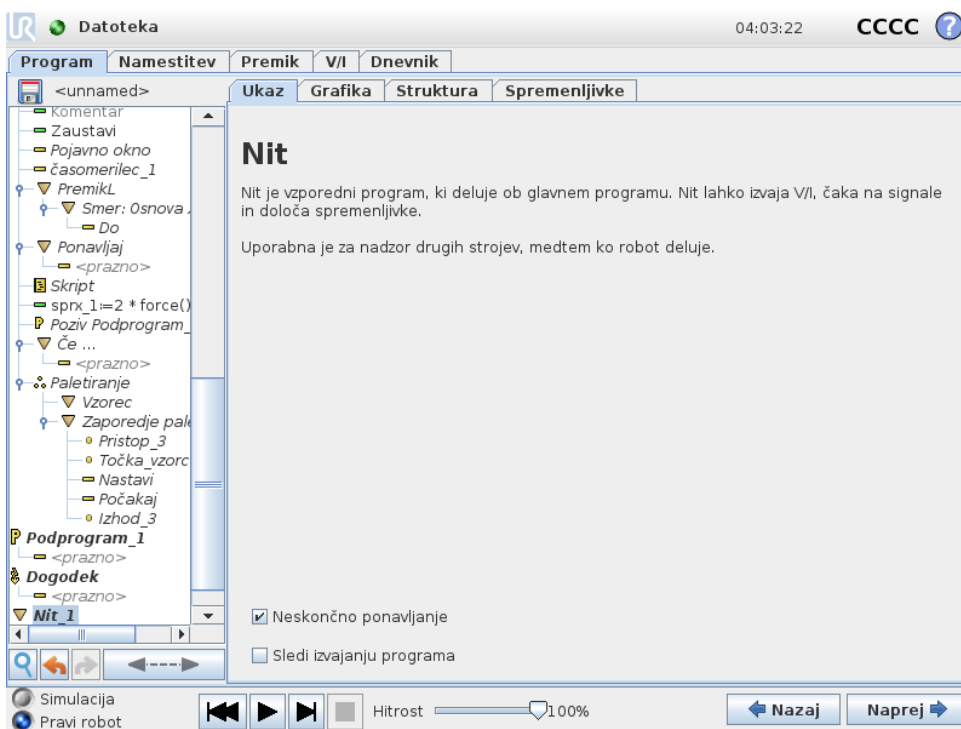 UR Datoteka 04:03:22 CCCC ?
Program Namestitev Premik V/I Dnevnik
<unnamed>
Ukaz Grafika Struktura Spremenljivke
Komentar
Zaustavi
Pojavno okno
časomerilec_1
PremikL
Smer: Osnova
Do
Ponavljaj
<prazno>
Skript
sprx_1:=2 * force()
Poziv Podprogram_
Če ...
<prazno>
Paletiranje
Vzorec
Zaporedje pale
Pristop_3
Točka_vzorc
Nastavi
Počakaj
Izhod_3
P Podprogram_1
<prazno>
Dogodek
<prazno>
Nit_1
Nit
Nit je vzporedni program, ki deluje ob glavnem programu. Nit lahko izvaja V/I, čaka na signale
in določa spremenljivke.
Uporabna je za nadzor drugih strojev, medtem ko robot deluje.
Neskončno ponavljanje
Sledi izvajanju programa
Simulacija
Pravi robot
Hitrost 100%
Nazaj Naprej